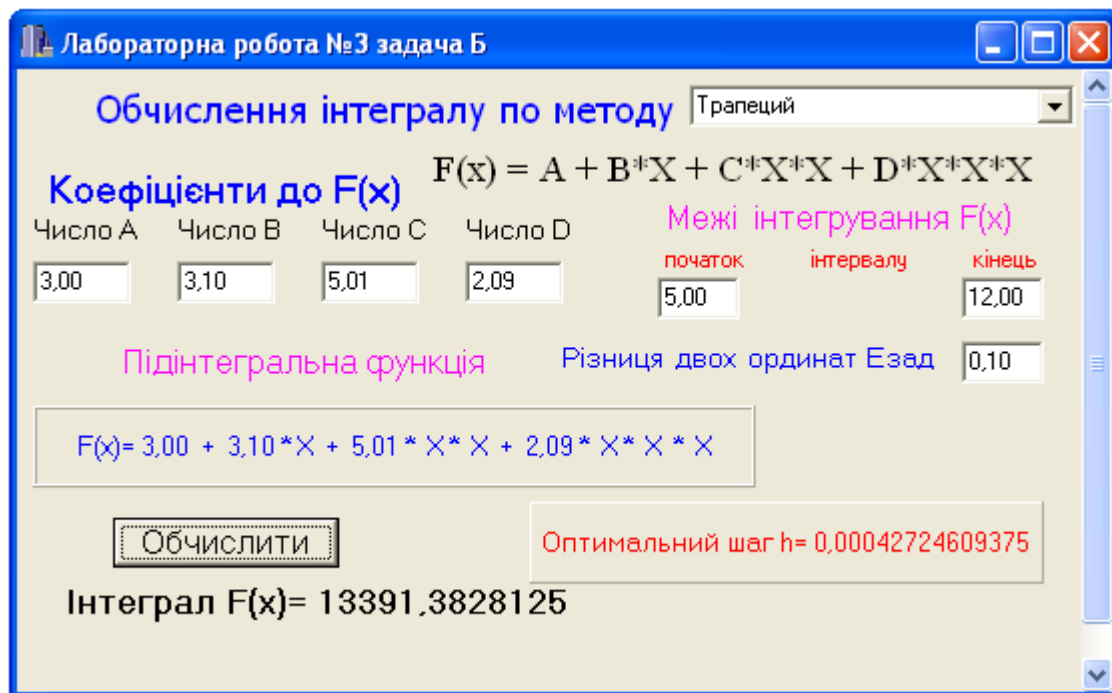 Лабораторна робота №3 задача Б
Обчислення інтегралу по методу Трапеций
F(x) = A + B*X + C*X*X + D*X*X*X
Коефіцієнти до F(x)
Межі інтегрування F(x)
Число A Число B Число C Число D
початок інтервалу кінець
3,00 3,10 5,01 2,09 5,00 12,00
Підінтегральна функція
Різниця двох ординат Езад 0,10
F(x)= 3,00 + 3,10 * X + 5,01 * X * X + 2,09 * X * X * X
Обчислити
Оптимальний шаг h= 0,00042724609375
Інтеграл F(x)= 13391,3828125